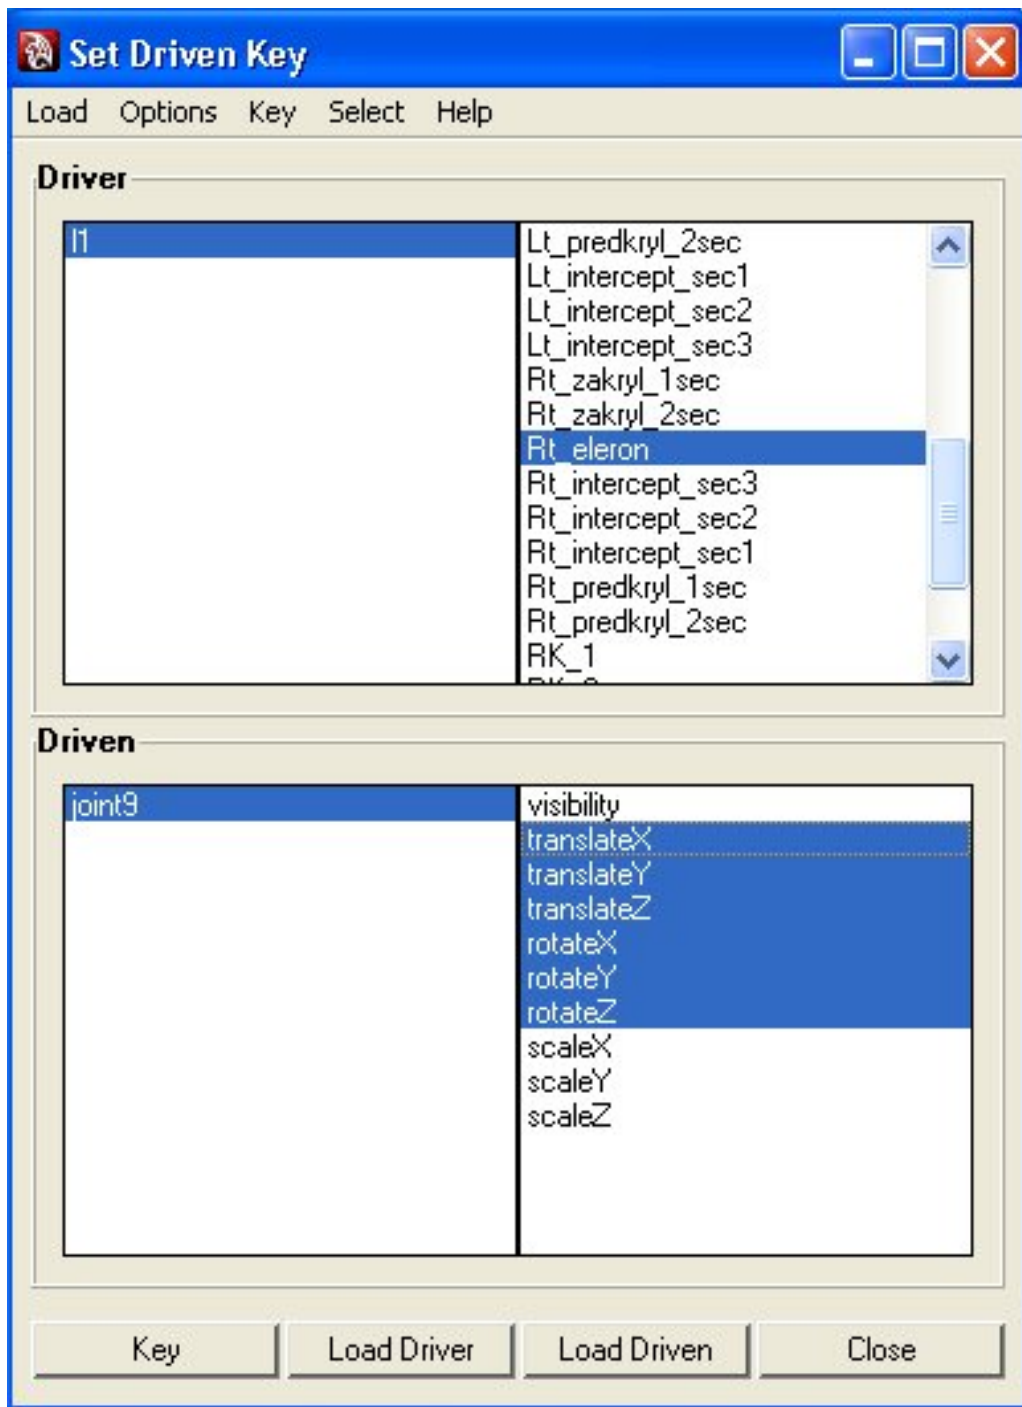 Set Driven Key
Load Options Key Select Help
Driver
l1
Lt_predkryl_2sec
Lt_intercept_sec1
Lt_intercept_sec2
Lt_intercept_sec3
Rt_zakryl_1sec
Rt_zakryl_2sec
Rt_eleron
Rt_intercept_sec3
Rt_intercept_sec2
Rt_intercept_sec1
Rt_predkryl_1sec
Rt_predkryl_2sec
RK_1
Driven
joint9
visibility
translateX
translateY
translateZ
rotateX
rotateY
rotateZ
scaleX
scaleY
scaleZ
Key Load Driver Load Driven Close